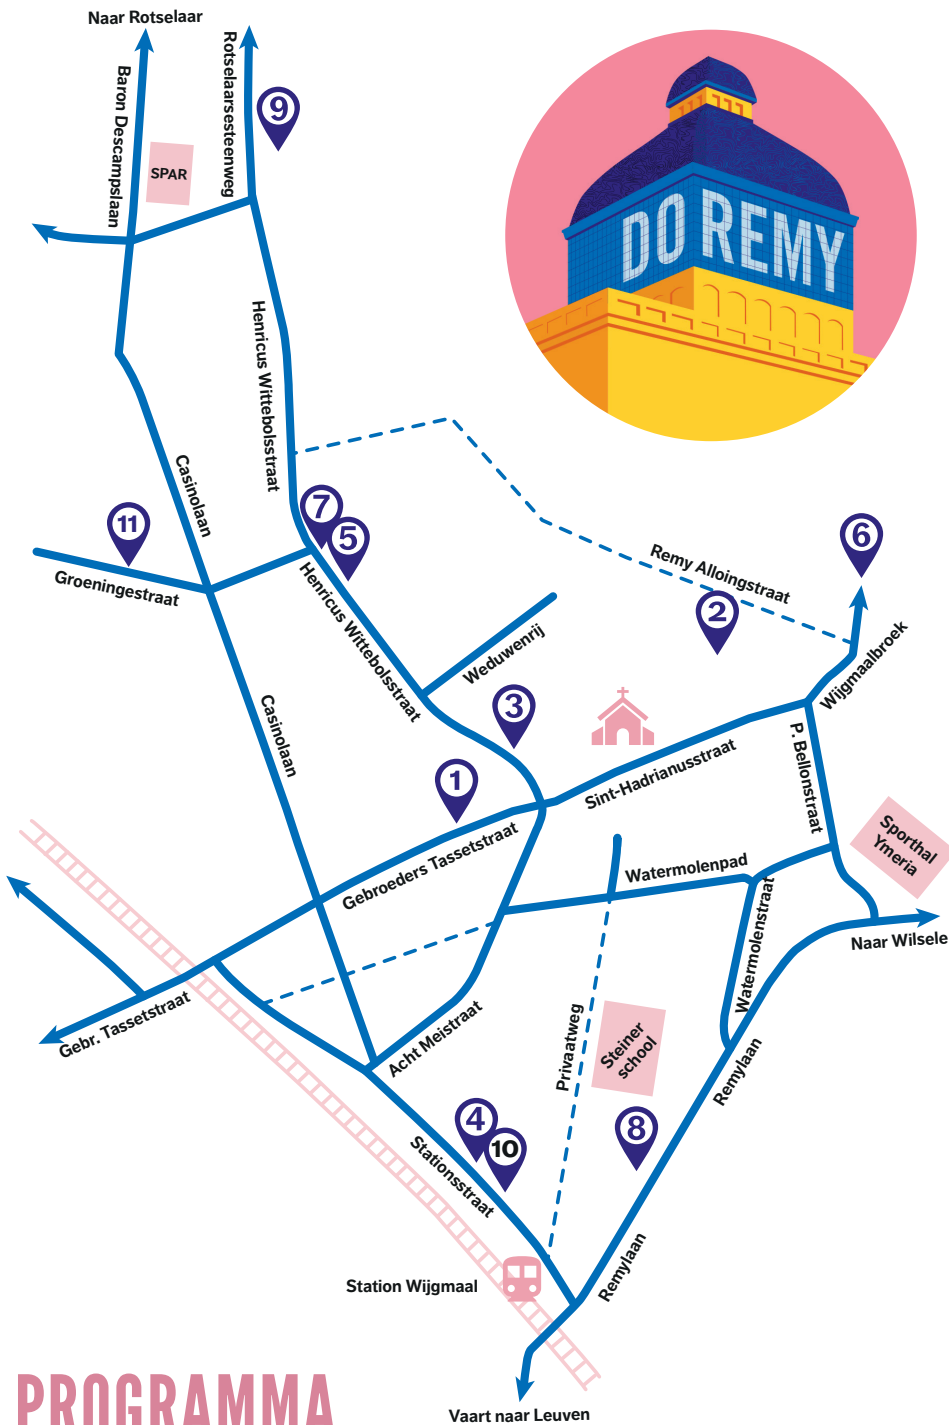 Naar Rotselaar
Baron Descampslaan
Rotselaarsesteenweg
9
SPAR
DO REMY
Henricus Wittebolsstraat
Casinolaan
7
5
11
6
Groeningestraat
Remy Alloingstraat
2
Henricus Wittebolsstraat
Weduwenrij
Wijgmaalbroek
3
Casinolaan
1
Sint-Hadrianusstraat
P. Bellonstraat
Sporthal
Ymeria
Gebroeders Tassetstraat
Watermolenpad
Watermolenstraat
Naar Wilsele
Gebr. Tassetstraat
Acht Meistraat
Privaatweg
Steiner
school
Remylaan
4
10
8
Stationsstraat
Remylaan
Station Wijgmaal
PROGRAMMA
Vaart naar Leuven